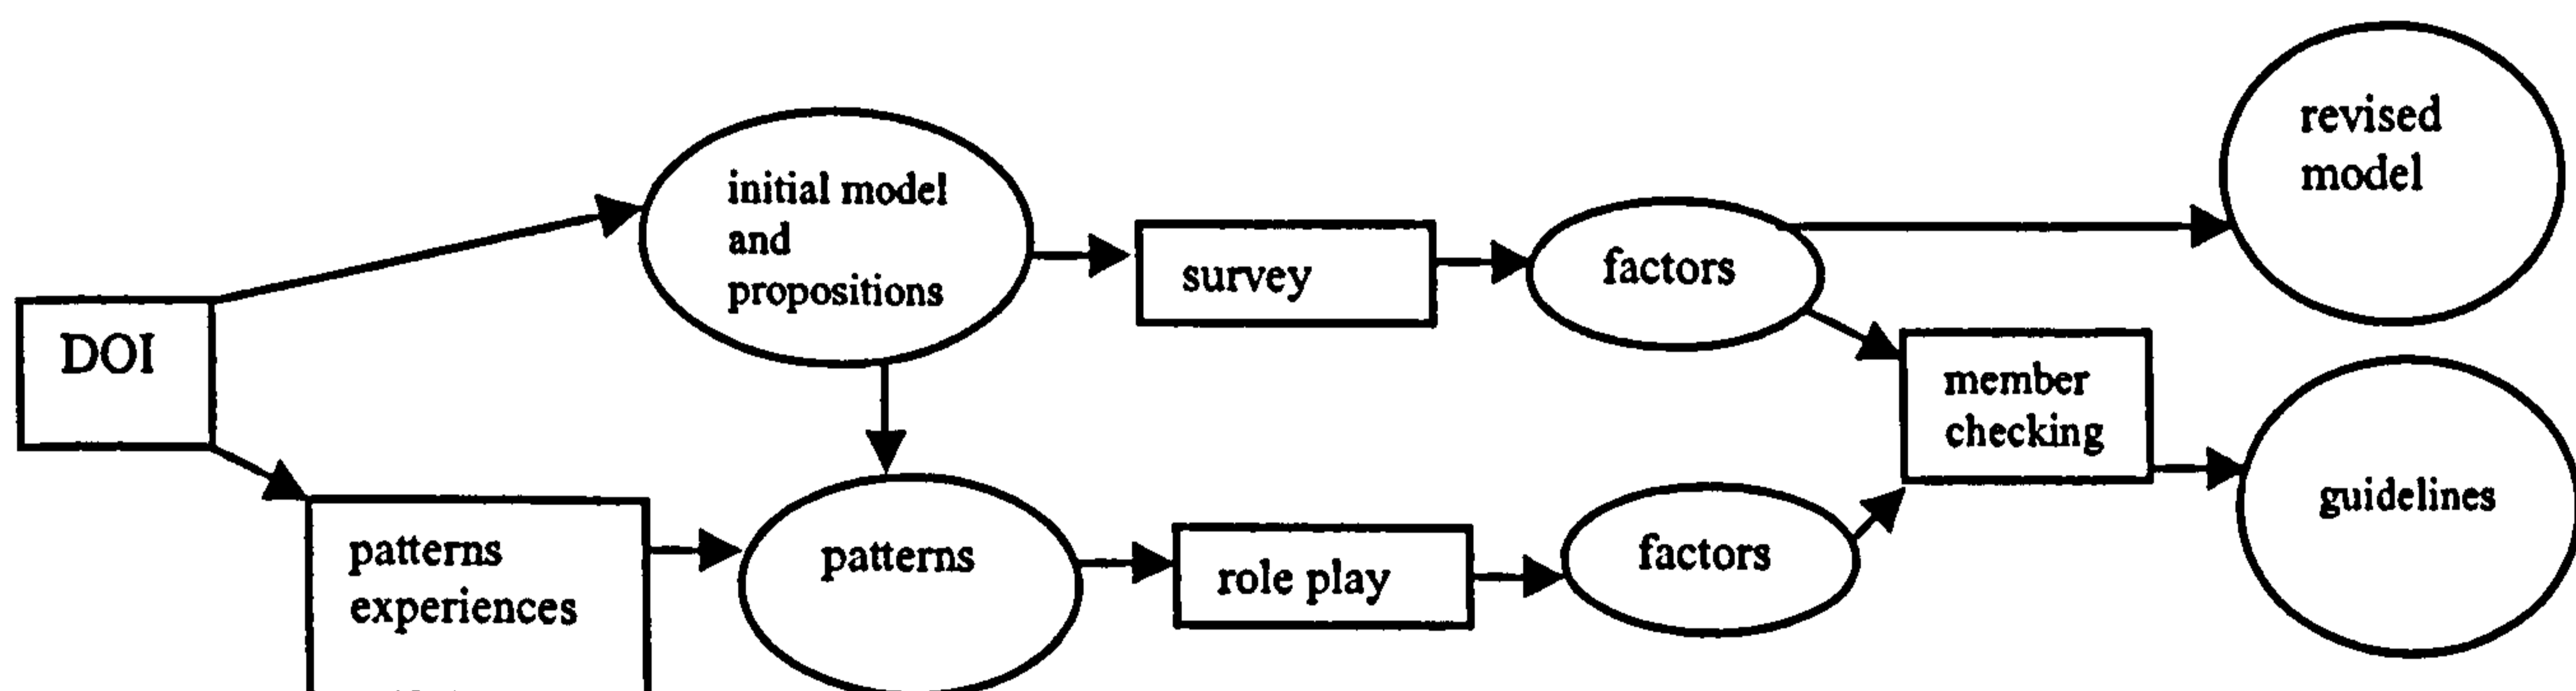 DOI
initial model
and
propositions
survey
factors
revised
model
member
checking
guidelines
patterns
experiences
patterns
role play
factors